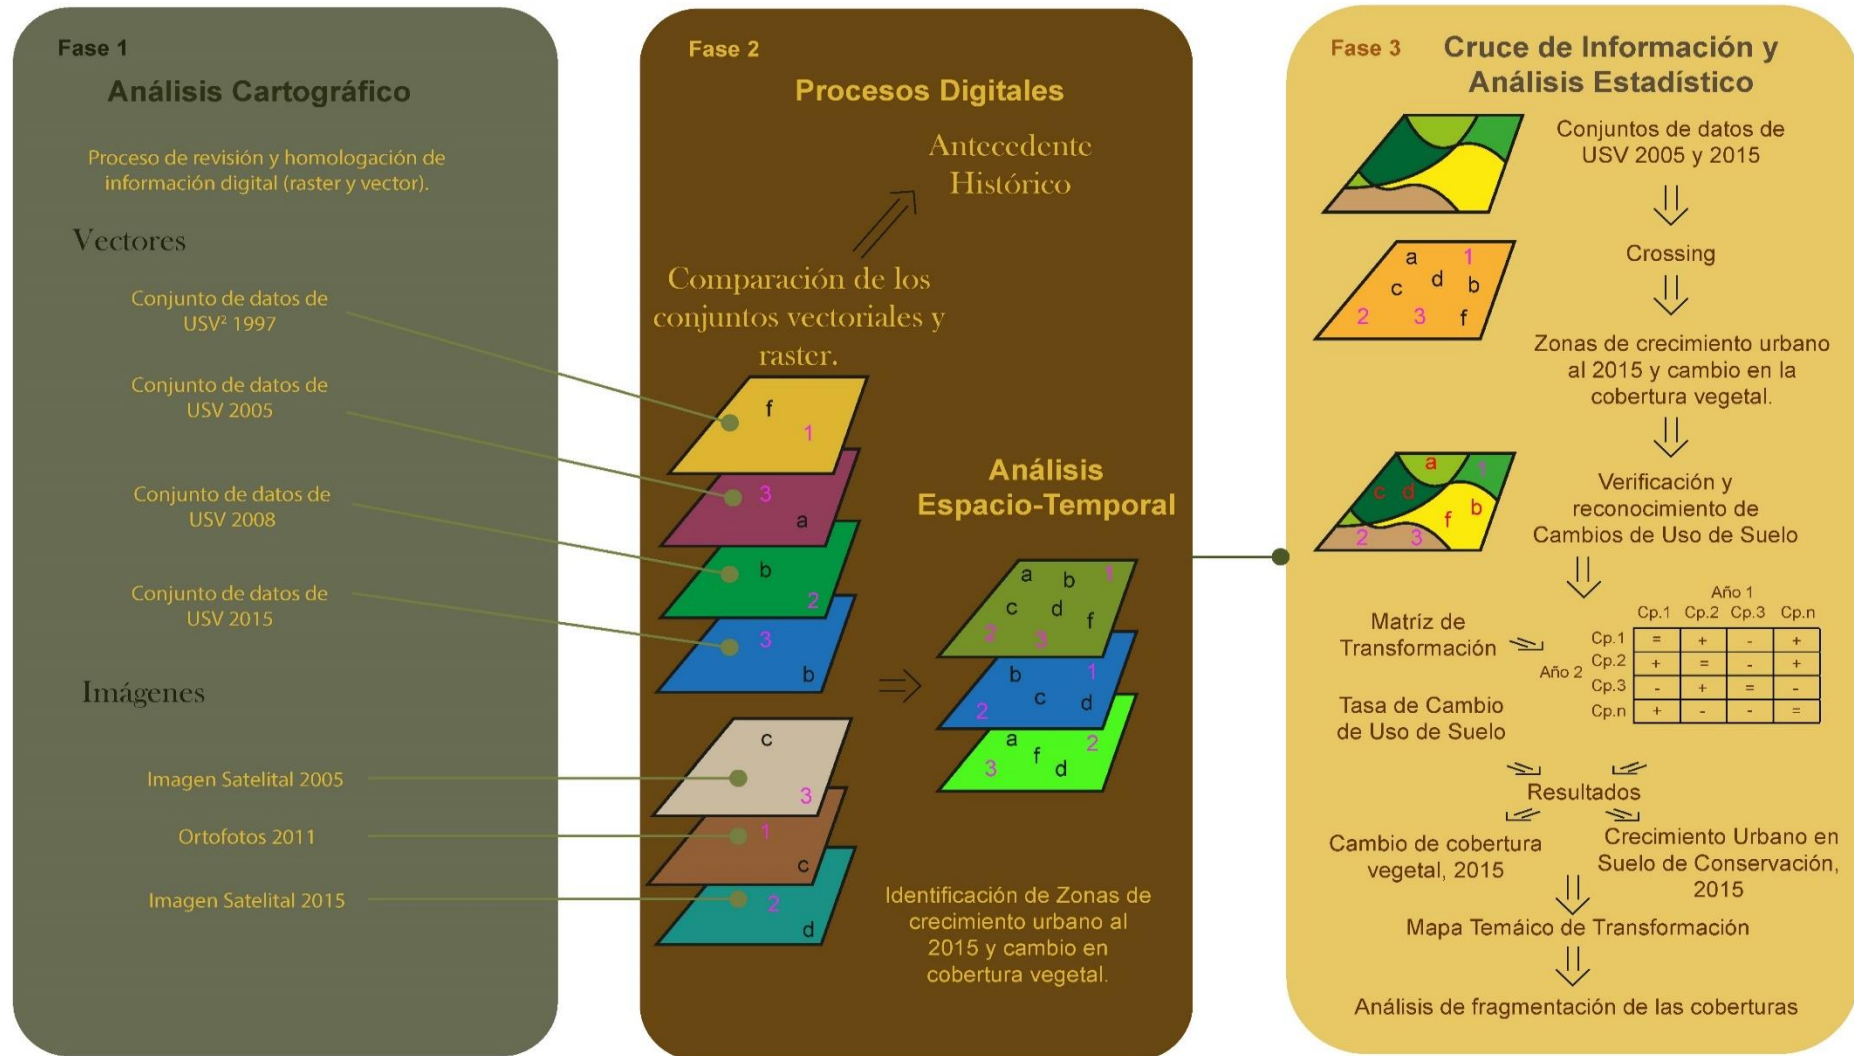 Fase 1
Análisis Cartográfico
Proceso de revisión y homologación de
información digital (raster y vector).
Vectores
Conjunto de datos de
USV² 1997
Conjunto de datos de
USV 2005
Conjunto de datos de
USV 2008
Conjunto de datos de
USV 2015
Imágenes
Imagen Satelital 2005
Ortofotos 2011
Imagen Satelital 2015
Fase 2
Procesos Digitales
Antecedente
Histórico
Comparación de los
conjuntos vectoriales y
raster.
f
1
3
a
b
2
3
b
c
3
1
c
2
d
Análisis
Espacio-Temporal
a b 1
c d f
2 3
b 1
c d
2
a f 2
3 d
Identificación de Zonas de
crecimiento urbano al
2015 y cambio en
cobertura vegetal.
Fase 3
Cruce de Información y
Análisis Estadístico
Conjuntos de datos de
USV 2005 y 2015
Crossing
a 1
c d b
2 3 f
Zonas de crecimiento urbano
al 2015 y cambio en la
cobertura vegetal.
a 1
c d f b
2 3
Verificación y
reconocimiento de
Cambios de Uso de Suelo
Matríz de
Transformación
Año 1
Cp.1 Cp.2 Cp.3 Cp.n
Año 2
Cp.1 = + - +
Cp.2 + = - +
Cp.3 - + = -
Cp.n + - - =
Tasa de Cambio
de Uso de Suelo
Resultados
Cambio de cobertura
vegetal, 2015
Crecimiento Urbano en
Suelo de Conservación,
2015
Mapa Temáico de Transformación
Análisis de fragmentación de las coberturas